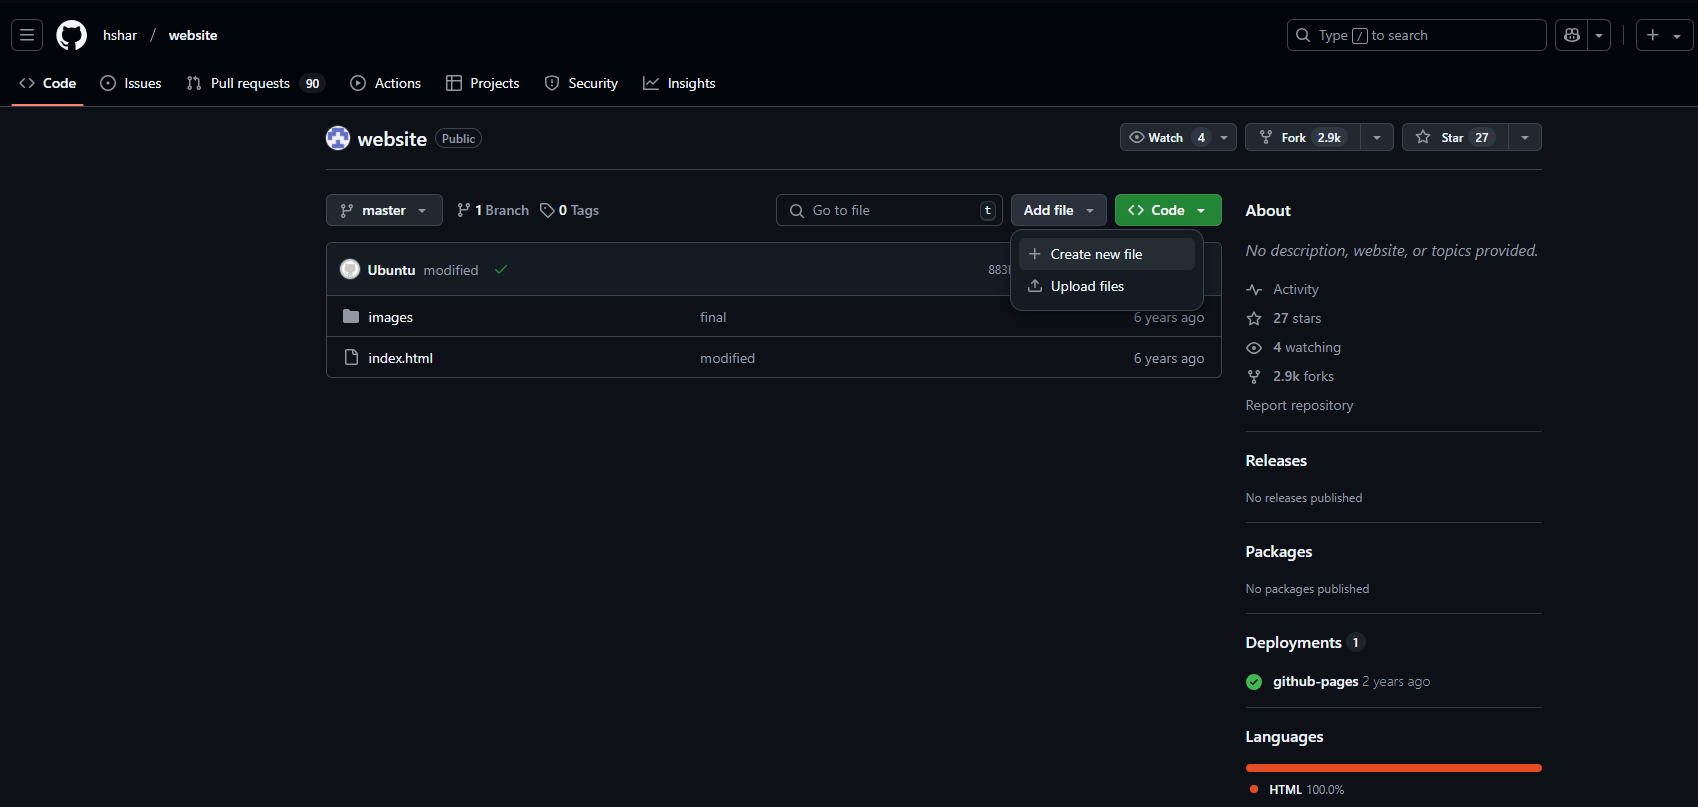 hshar / website
Type / to search
Code Issues Pull requests 90 Actions Projects Security Insights
website Public
Watch 4 Fork 2.9k Star 27
master 1 Branch 0 Tags Go to file t Add file Code
Create new file
Upload files
Ubuntu modified
images final 6 years ago
index.html modified 6 years ago
About
No description, website, or topics provided.
Activity
27 stars
4 watching
2.9k forks
Report repository
Releases
No releases published
Packages
No packages published
Deployments 1
github-pages 2 years ago
Languages
HTML 100.0%